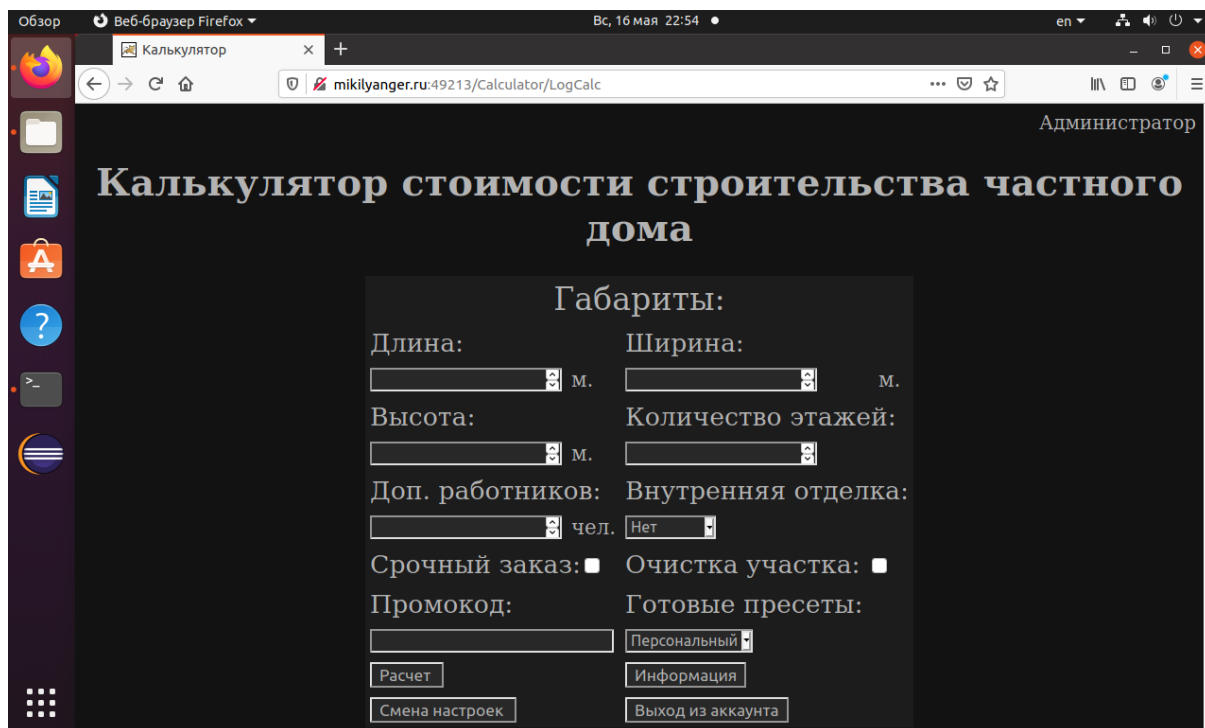 Обзор Веб-браузер Firefox Вс, 16 мая 22:54 en
Калькулятор
mikilyanger.ru:49213/Calculator/LogCalc
Администратор
Калькулятор стоимости строительства частного
дома
Габариты:
Длина: Ширина:
м. м.
Высота: Количество этажей:
м.
Доп. работников: Внутренняя отделка:
чел. Нет
Срочный заказ: Очистка участка:
Промокод: Готовые пресеты:
Персональный
Расчет Информация
Смена настроек Выход из аккаунта